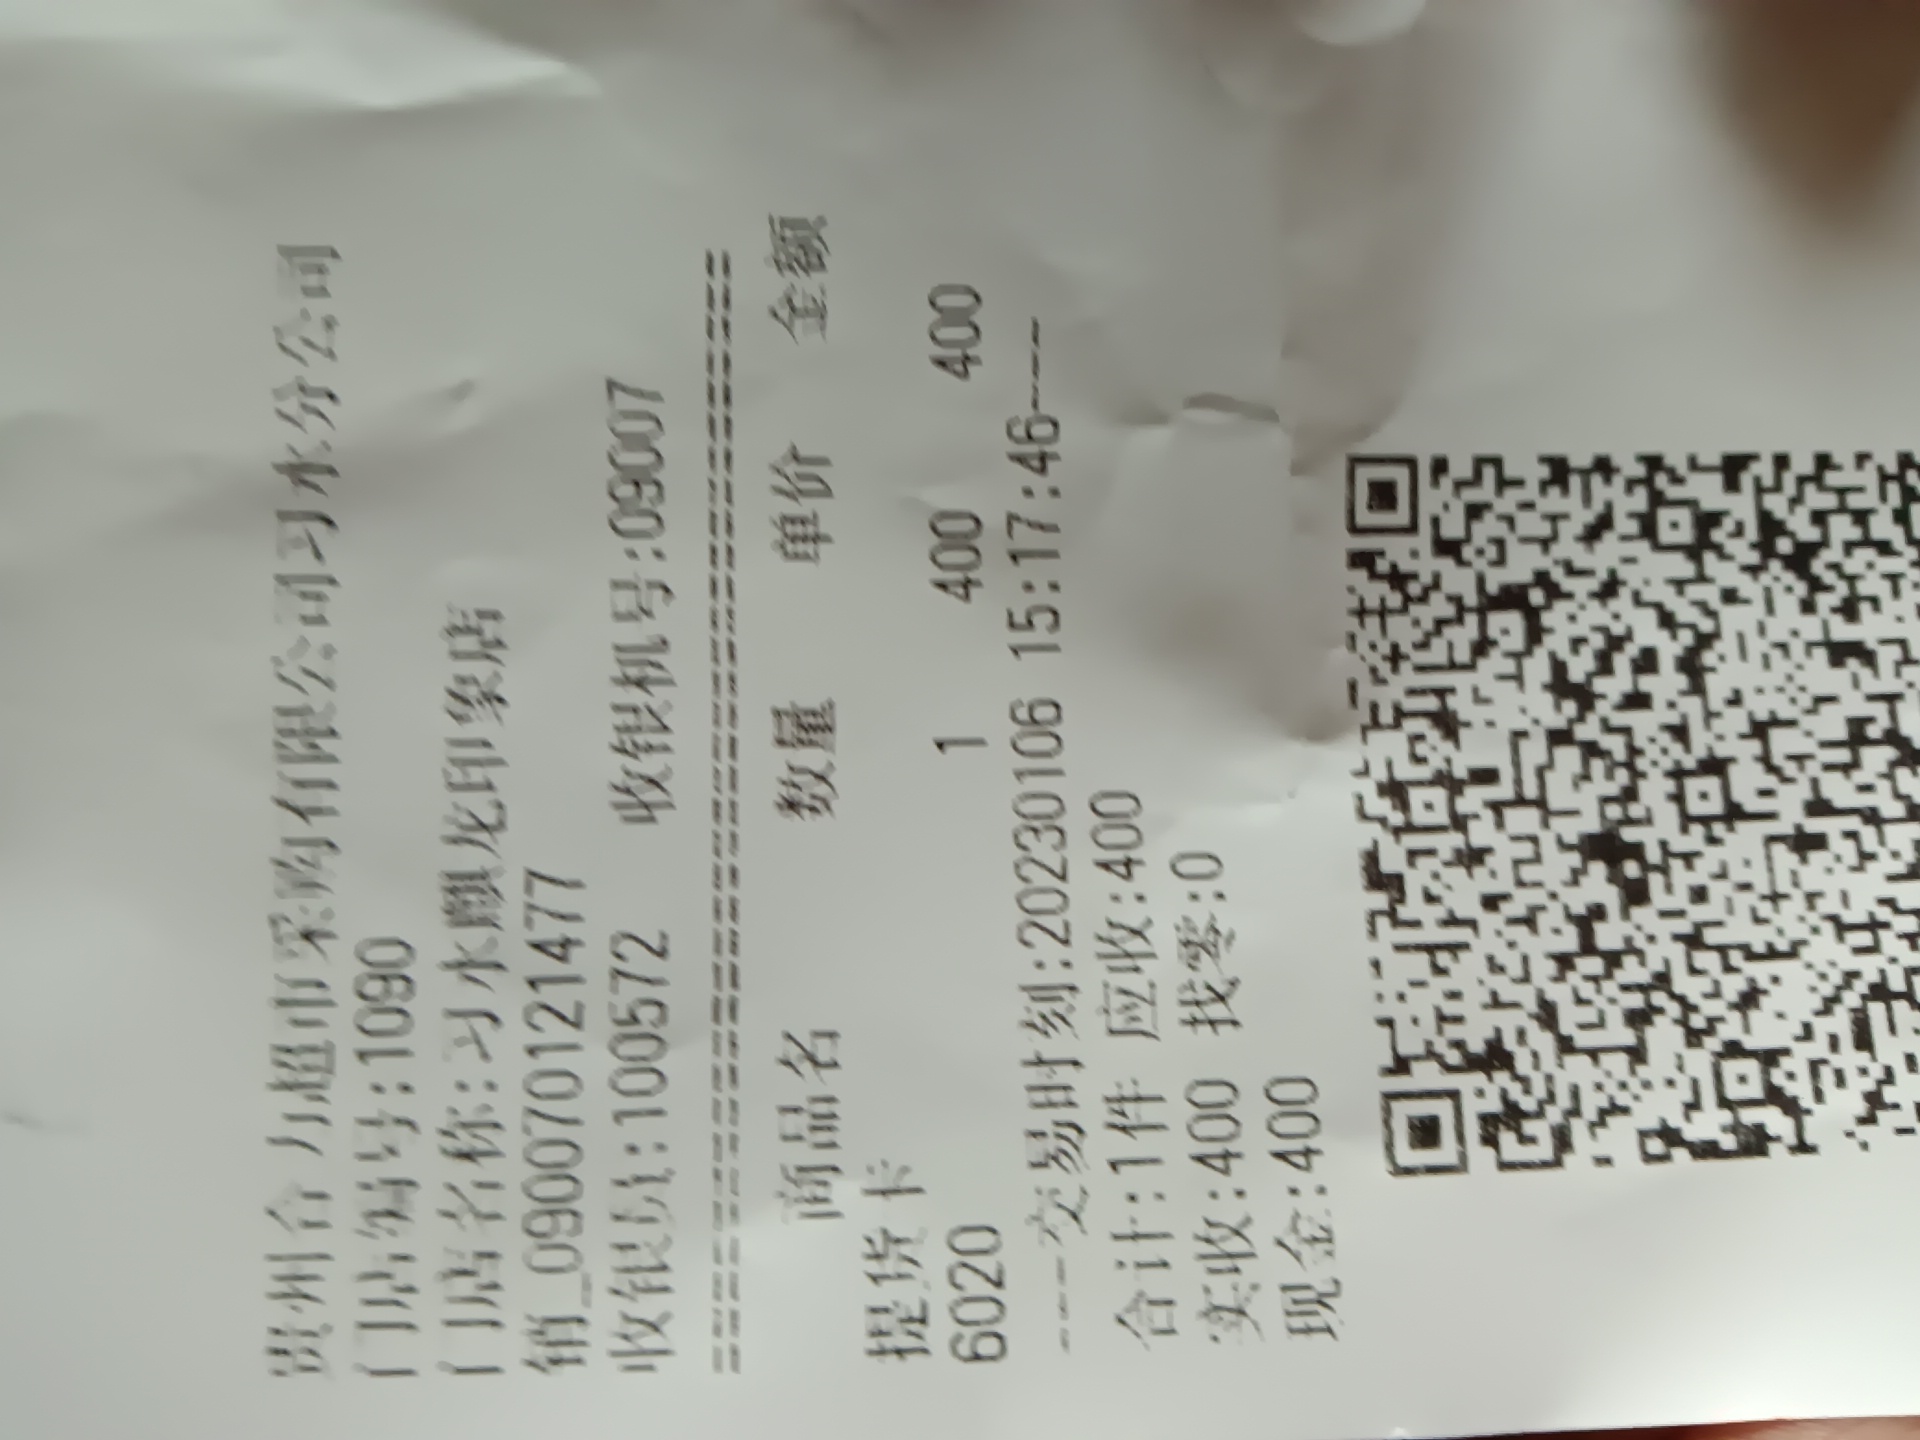 贵州合力超市采购有限公司习水分公司
门店编号:1090
门店名称:习水麒龙印象店
销_0900701121477
收银员:100572 收银机号:09007
==========================================
商品名 数量 单价 金额
提货卡
6020 1 400 400
----交易时刻:20230106 15:17:46----
合计:1件 应收:400
实收:400 找零:0
现金:400